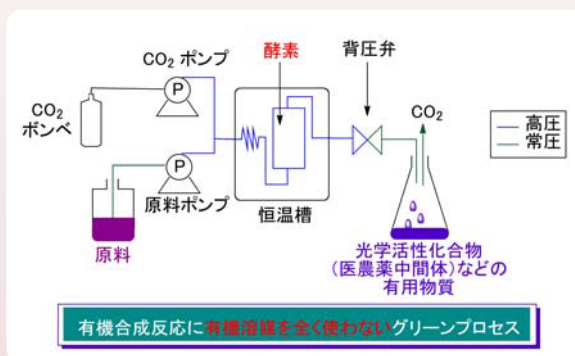 CO2 ポンプ
酵素
背圧弁
P
CO2
ボンベ
CO2
高圧
常圧
P
原料ポンプ
恒温槽
原料
光学活性化合物
(医農薬中間体)などの
有用物質
有機合成反応に有機溶媒を全く使わないグリーンプロセス